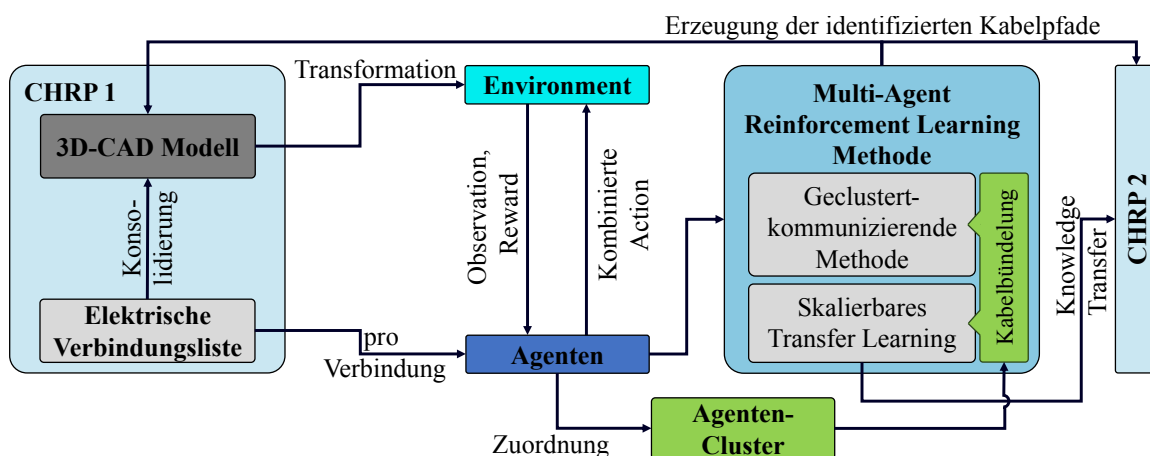 Erzeugung der identifizierten Kabelpfade
CHRP 1
3D-CAD Modell
Konso-
lidierung
Elektrische
Verbindungsliste
Transformation
pro
Verbindung
Environment
Observation,
Reward
Kombinierte
Action
Agenten
Zuordnung
Agenten-
Cluster
Multi-Agent
Reinforcement Learning
Methode
Geclustert-
kommunizierende
Methode
Skalierbares
Transfer Learning
Kabelbündelung
Knowledge
Transfer
CHRP 2